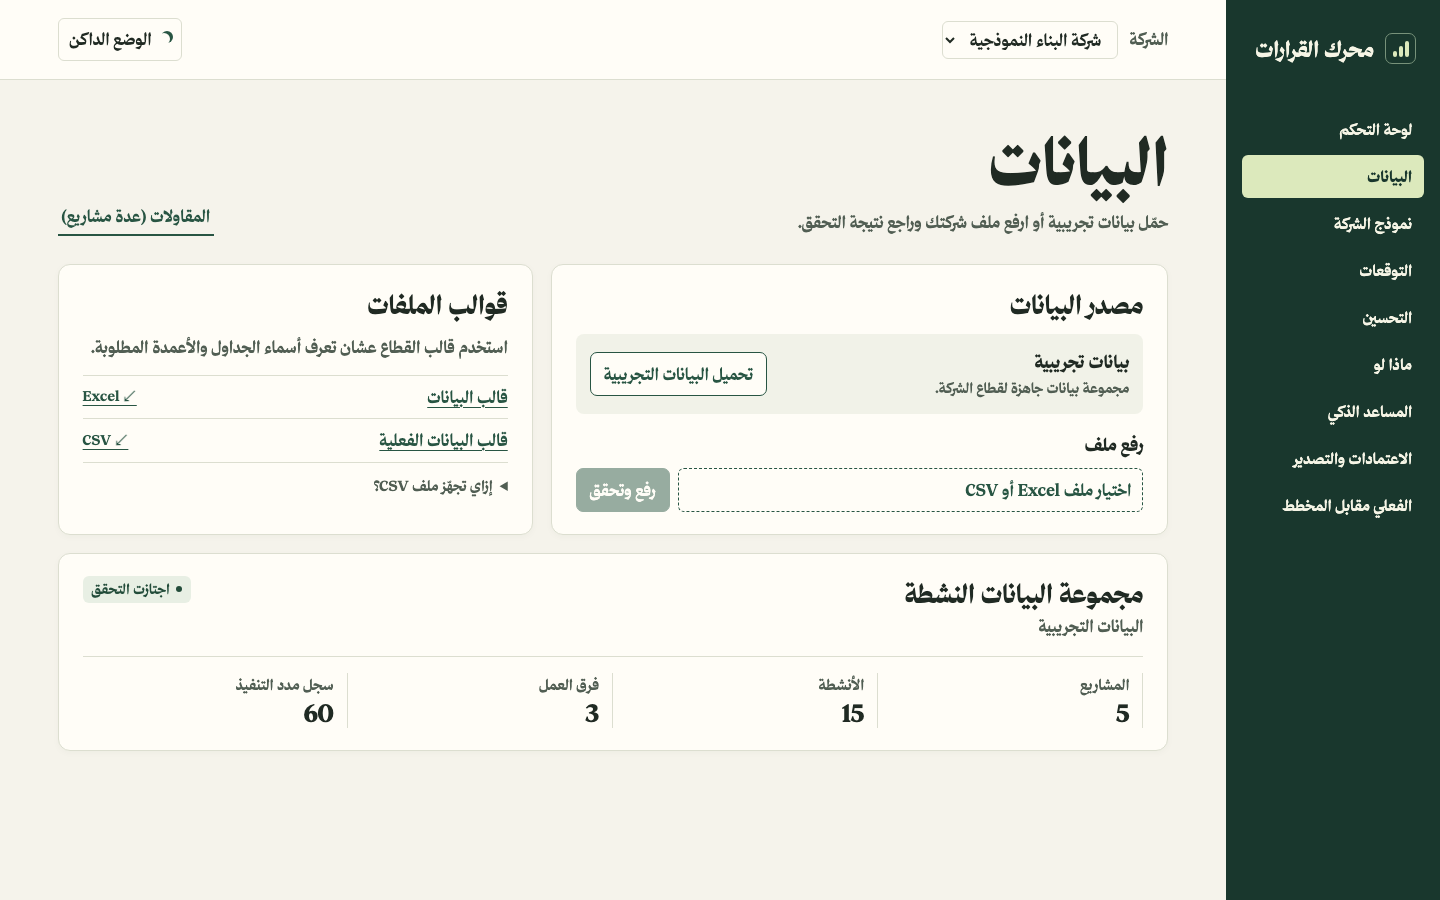 محرك القرارات
لوحة التحكم
البيانات
نموذج الشركة
التوقعات
التحسين
ماذا لو
المساعد الذكي
الاعتمادات والتصدير
الفعلي مقابل المخطط
الشركة
شركة البناء النموذجية
الوضع الداكن
البيانات
حمّل بيانات تجريبية أو ارفع ملف شركتك وراجع نتيجة التحقق.
المقاولات (عدة مشاريع)
مصدر البيانات
بيانات تجريبية
مجموعة بيانات جاهزة لقطاع الشركة.
تحميل البيانات التجريبية
رفع ملف
اختيار ملف Excel أو CSV
رفع وتحقق
قوالب الملفات
استخدم قالب القطاع عشان تعرف أسماء الجداول والأعمدة المطلوبة.
قالب البيانات
Excel ↙
قالب البيانات الفعلية
CSV ↙
إزاي تجهّز ملف CSV؟
مجموعة البيانات النشطة
اجتازت التحقق
البيانات التجريبية
المشاريع
5
الأنشطة
15
فرق العمل
3
سجل مدد التنفيذ
60